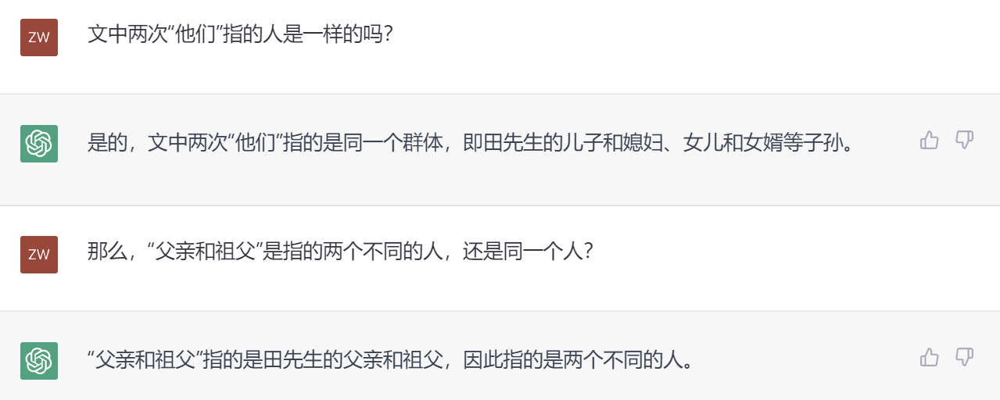 ZW
文中两次“他们”指的人是一样的吗？
是的，文中两次“他们”指的是同一个群体，即田先生的儿子和媳妇、女儿和女婿等子孙。
ZW
那么，“父亲和祖父”是指的两个不同的人，还是同一个人？
“父亲和祖父”指的是田先生的父亲和祖父，因此指的是两个不同的人。